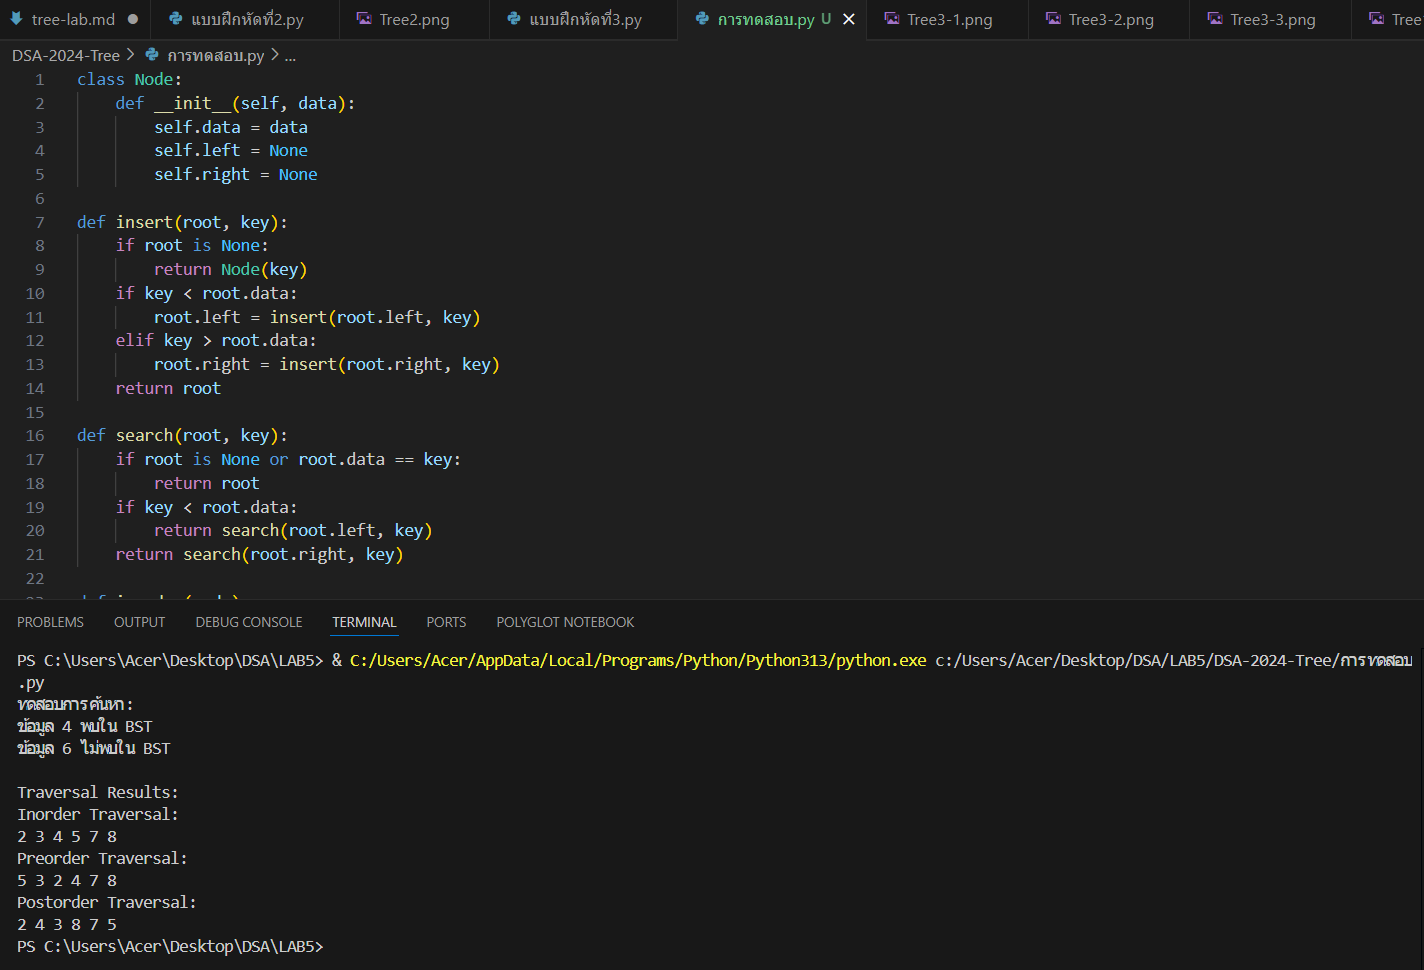 tree-lab.md
แบบฝึกหัดที่2.py
Tree2.png
แบบฝึกหัดที่3.py
การทดสอบ.py U
Tree3-1.png
Tree3-2.png
Tree3-3.png
Tree
DSA-2024-Tree > การทดสอบ.py > ...
1 class Node:
2 def __init__(self, data):
3 self.data = data
4 self.left = None
5 self.right = None
6
7 def insert(root, key):
8 if root is None:
9 return Node(key)
10 if key < root.data:
11 root.left = insert(root.left, key)
12 elif key > root.data:
13 root.right = insert(root.right, key)
14 return root
15
16 def search(root, key):
17 if root is None or root.data == key:
18 return root
19 if key < root.data:
20 return search(root.left, key)
21 return search(root.right, key)
22
PROBLEMS OUTPUT DEBUG CONSOLE TERMINAL PORTS POLYGLOT NOTEBOOK
PS C:\Users\Acer\Desktop\DSA\LAB5> & C:/Users/Acer/AppData/Local/Programs/Python/Python313/python.exe c:/Users/Acer/Desktop/DSA/LAB5/DSA-2024-Tree/การทดสอบ
.py
ทดสอบการค้นหา:
ข้อมูล 4 พบใน BST
ข้อมูล 6 ไม่พบใน BST
Traversal Results:
Inorder Traversal:
2 3 4 5 7 8
Preorder Traversal:
5 3 2 4 7 8
Postorder Traversal:
2 4 3 8 7 5
PS C:\Users\Acer\Desktop\DSA\LAB5>